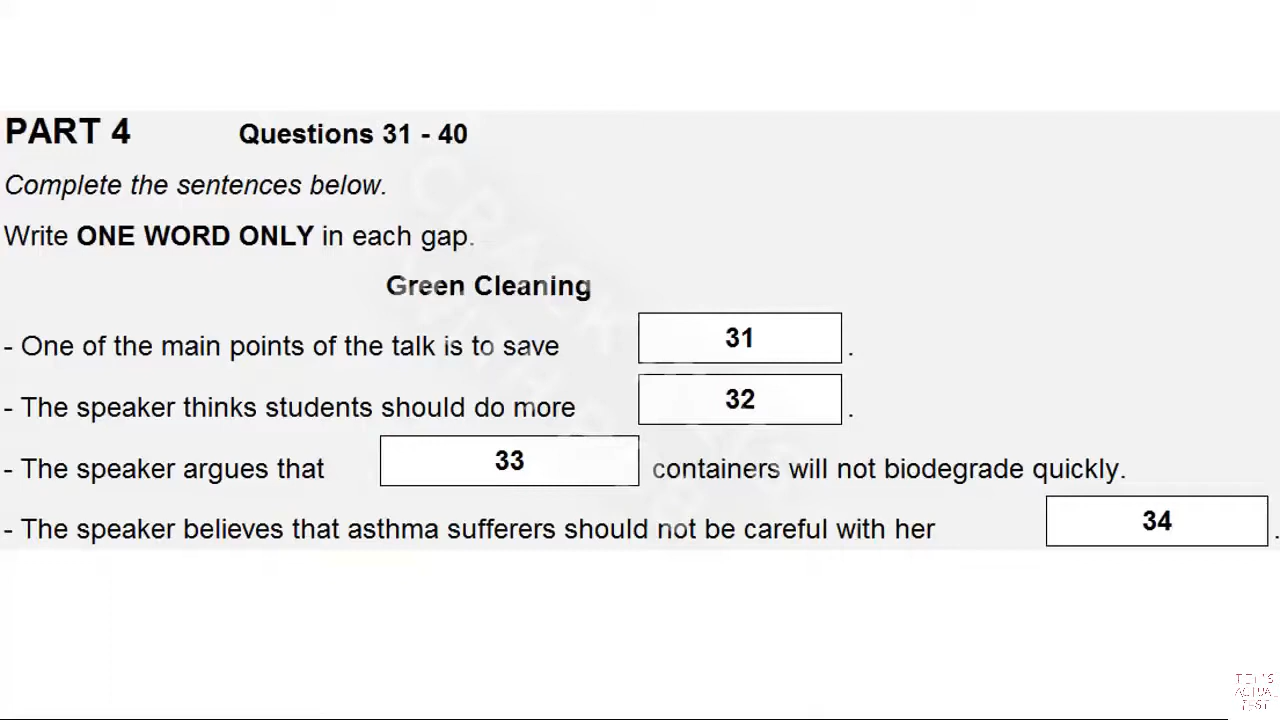 PART 4 Questions 31 - 40
Complete the sentences below.
Write ONE WORD ONLY in each gap.
Green Cleaning
- One of the main points of the talk is to save 31 .
- The speaker thinks students should do more 32 .
- The speaker argues that 33 containers will not biodegrade quickly.
- The speaker believes that asthma sufferers should not be careful with her 34 .